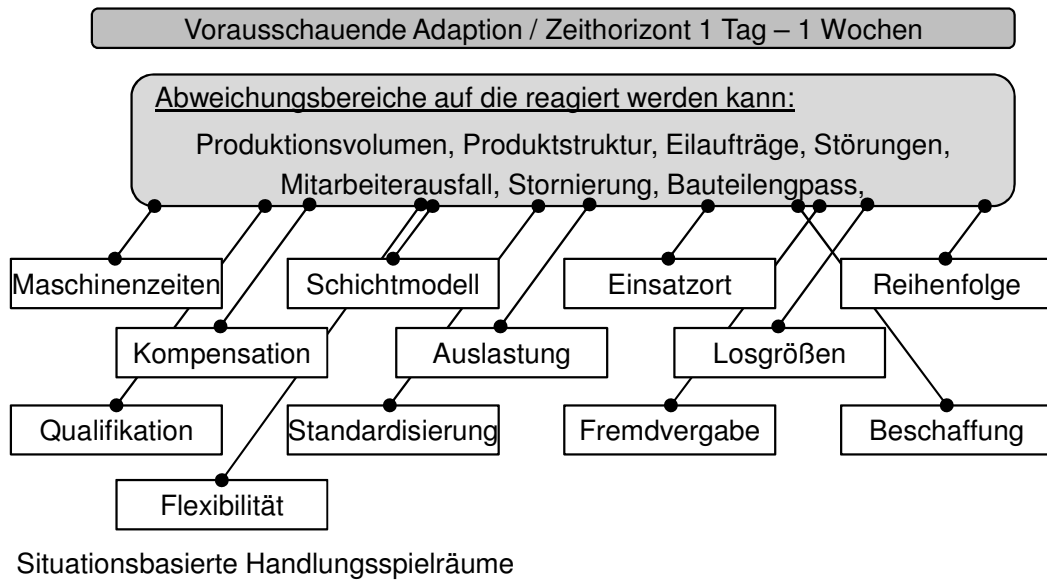 Vorausschauende Adaption / Zeithorizont 1 Tag – 1 Wochen
Abweichungsbereiche auf die reagiert werden kann:
Produktionsvolumen, Produktstruktur, Eilaufträge, Störungen,
Mitarbeiterausfall, Stornierung, Bauteilengpass,
Maschinenzeiten
Schichtmodell
Einsatzort
Reihenfolge
Kompensation
Auslastung
Losgrößen
Qualifikation
Standardisierung
Fremdvergabe
Beschaffung
Flexibilität
Situationsbasierte Handlungsspielräume